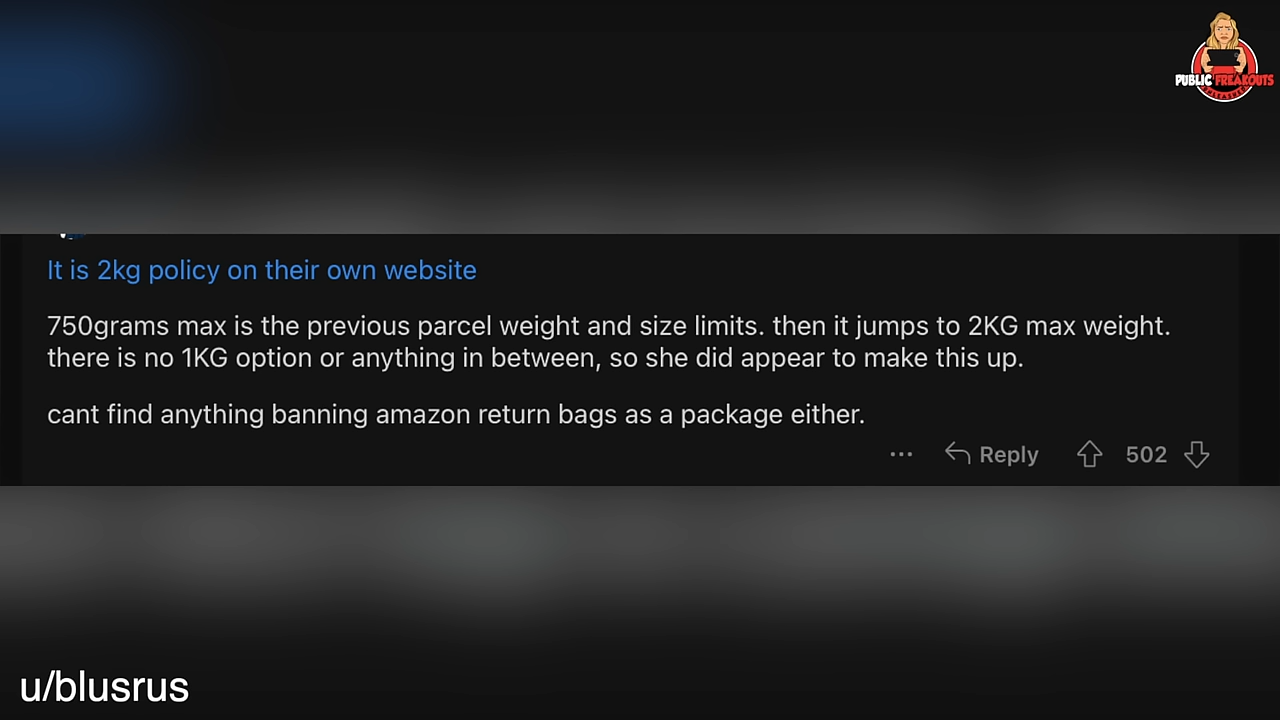 PUBLIC FREAKOUTS
UNLEASHED
It is 2kg policy on their own website
750grams max is the previous parcel weight and size limits. then it jumps to 2KG max weight.
there is no 1KG option or anything in between, so she did appear to make this up.
cant find anything banning amazon return bags as a package either.
... Reply 502
u/blusrus